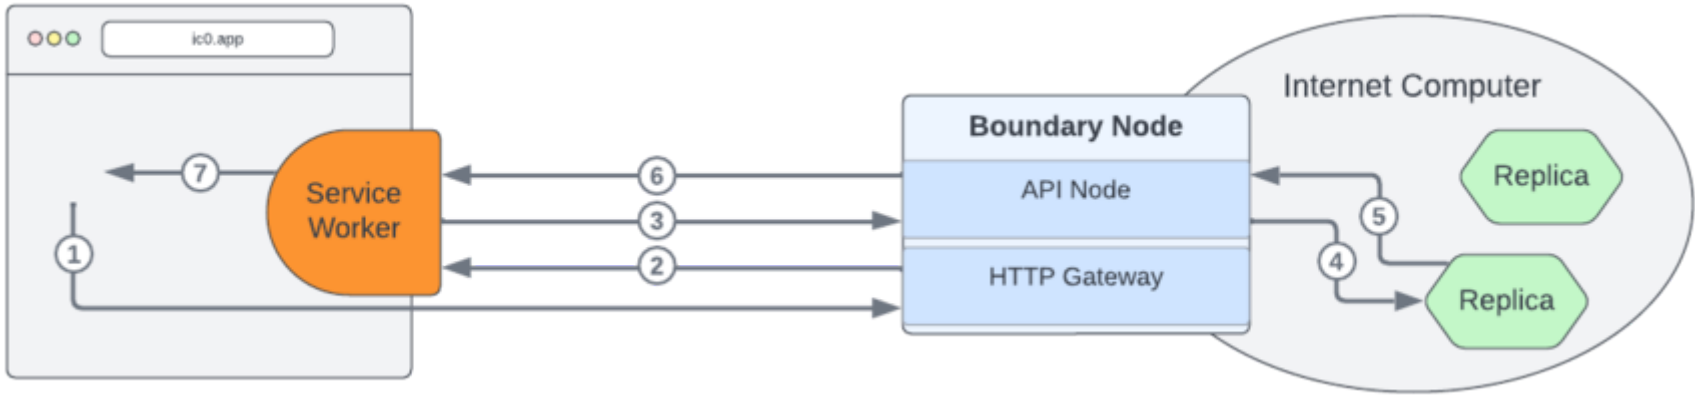 ic0.app
Internet Computer
Boundary Node
API Node
HTTP Gateway
Service
Worker
Replica
Replica
7
6
3
2
1
5
4